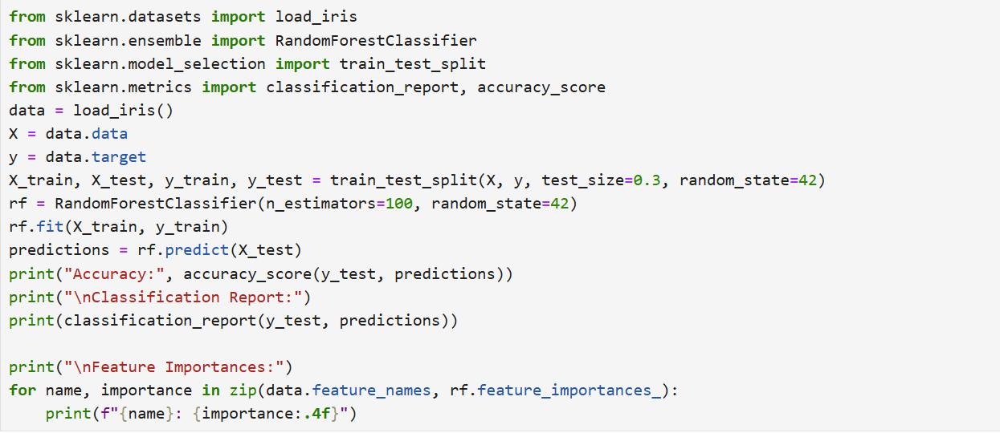 from sklearn.datasets import load_iris
from sklearn.ensemble import RandomForestClassifier
from sklearn.model_selection import train_test_split
from sklearn.metrics import classification_report, accuracy_score
data = load_iris()
X = data.data
y = data.target
X_train, X_test, y_train, y_test = train_test_split(X, y, test_size=0.3, random_state=42)
rf = RandomForestClassifier(n_estimators=100, random_state=42)
rf.fit(X_train, y_train)
predictions = rf.predict(X_test)
print("Accuracy:", accuracy_score(y_test, predictions))
print("\nClassification Report:")
print(classification_report(y_test, predictions))

print("\nFeature Importances:")
for name, importance in zip(data.feature_names, rf.feature_importances_):
    print(f"{name}: {importance:.4f}")